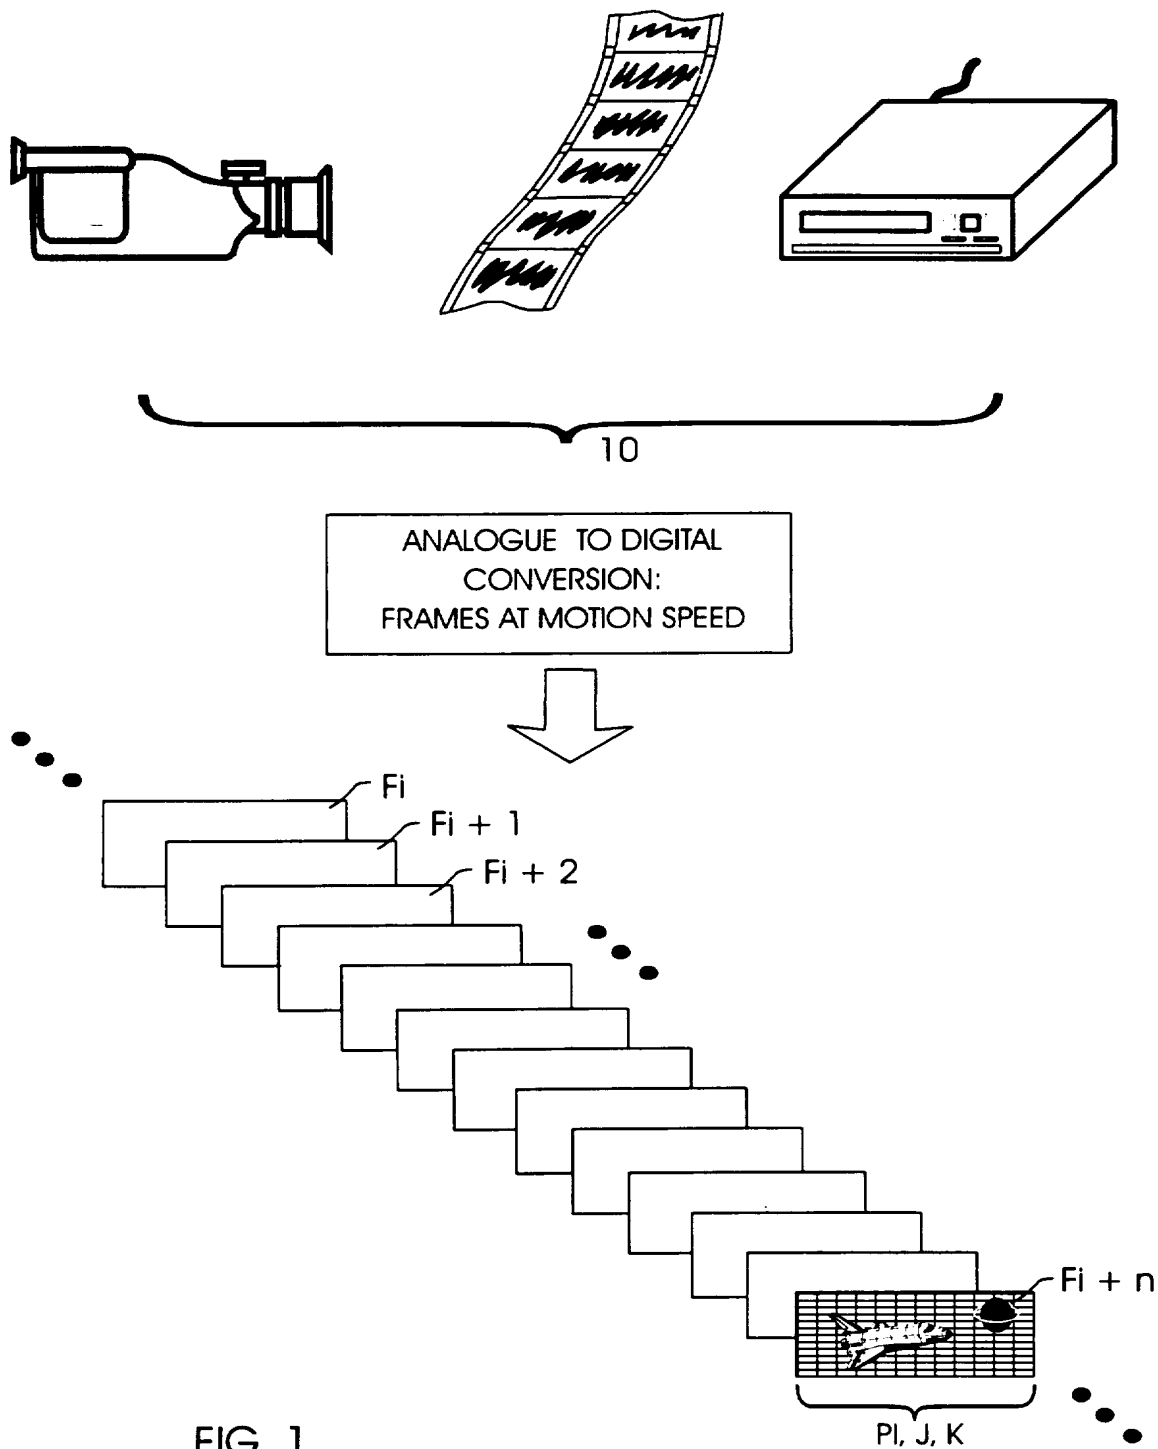 10
ANALOGUE TO DIGITAL
CONVERSION:
FRAMES AT MOTION SPEED
Fi
Fi + 1
Fi + 2
Fi + n
PI, J, K
FIG. 1